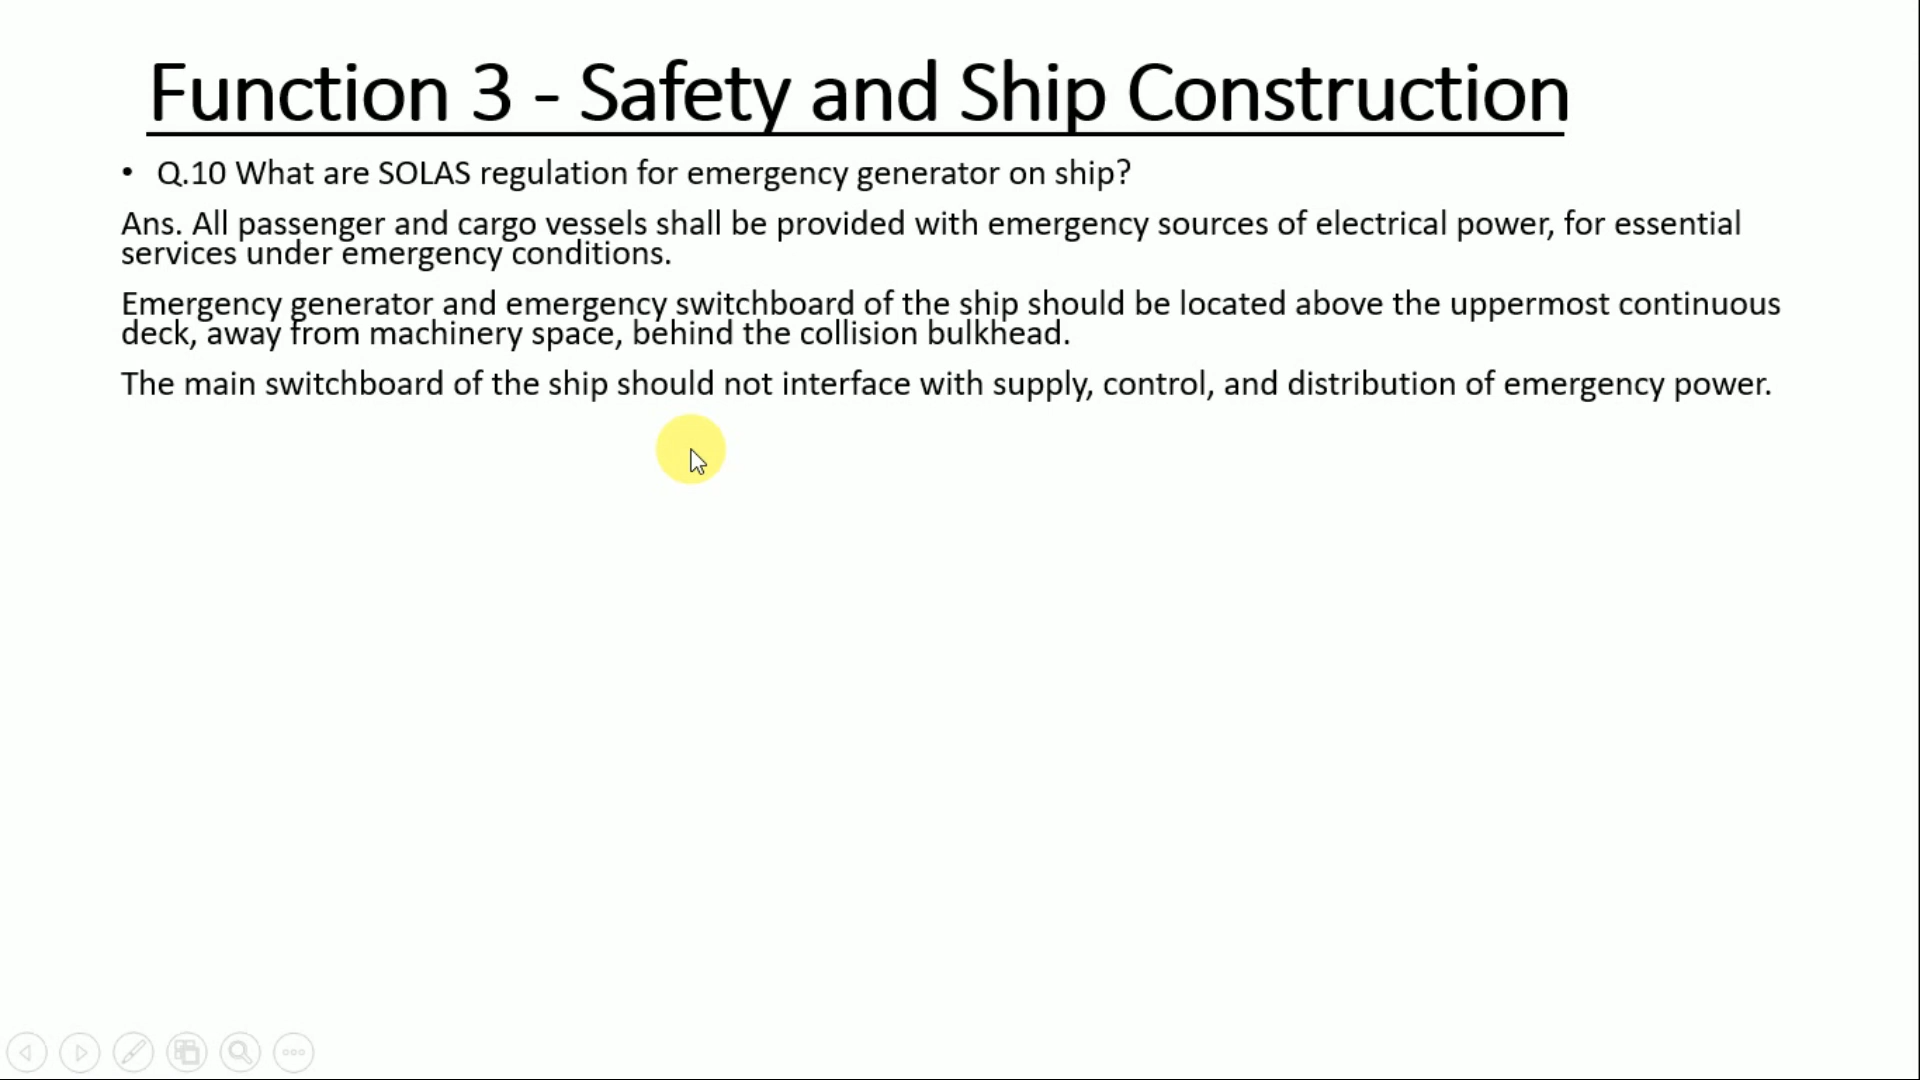 Function 3 - Safety and Ship Construction
• Q.10 What are SOLAS regulation for emergency generator on ship?
Ans. All passenger and cargo vessels shall be provided with emergency sources of electrical power, for essential
services under emergency conditions.
Emergency generator and emergency switchboard of the ship should be located above the uppermost continuous
deck, away from machinery space, behind the collision bulkhead.
The main switchboard of the ship should not interface with supply, control, and distribution of emergency power.